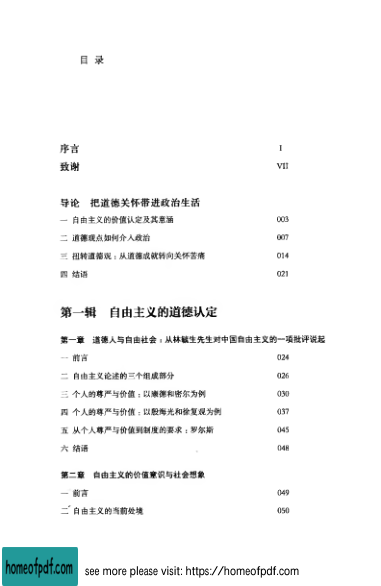 目 录
序言 I
致谢 VII
导论 把道德关怀带进政治生活
一 自由主义的价值认定及其意涵 003
二 道德观点如何介入政治 007
三 扭转道德观：从道德成就转向关怀苦痛 014
四 结语 021
第一辑 自由主义的道德认定
第一章 道德人与自由社会：从林毓生先生对中国自由主义的一项批评说起
一 前言 024
二 自由主义论述的三个组成部分 026
三 个人的尊严与价值：以康德和密尔为例 030
四 个人的尊严与价值：以殷海光和徐复观为例 037
五 从个人尊严与价值到制度的要求：罗尔斯 045
六 结语 048
第二章 自由主义的价值意识与社会想象
一 前言 049
二 自由主义的当前处境 050
homeofpdf.com see more please visit: https://homeofpdf.com